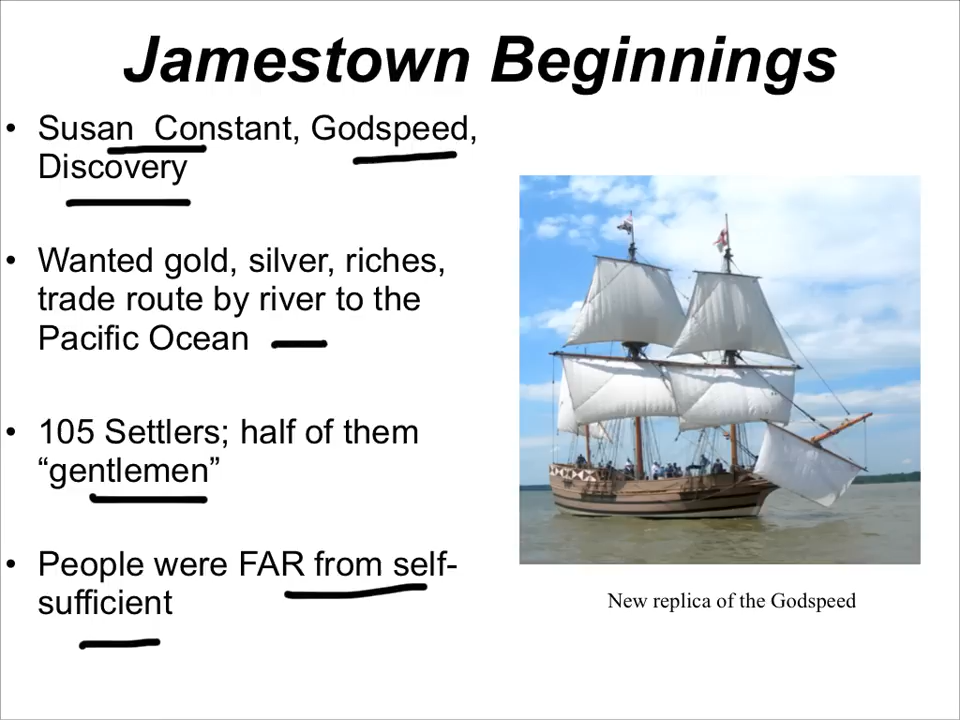 Jamestown Beginnings
• Susan  Constant, Godspeed,
Discovery
• Wanted gold, silver, riches,
trade route by river to the
Pacific Ocean
• 105 Settlers; half of them
“gentlemen”
• People were FAR from self-
sufficient
New replica of the Godspeed